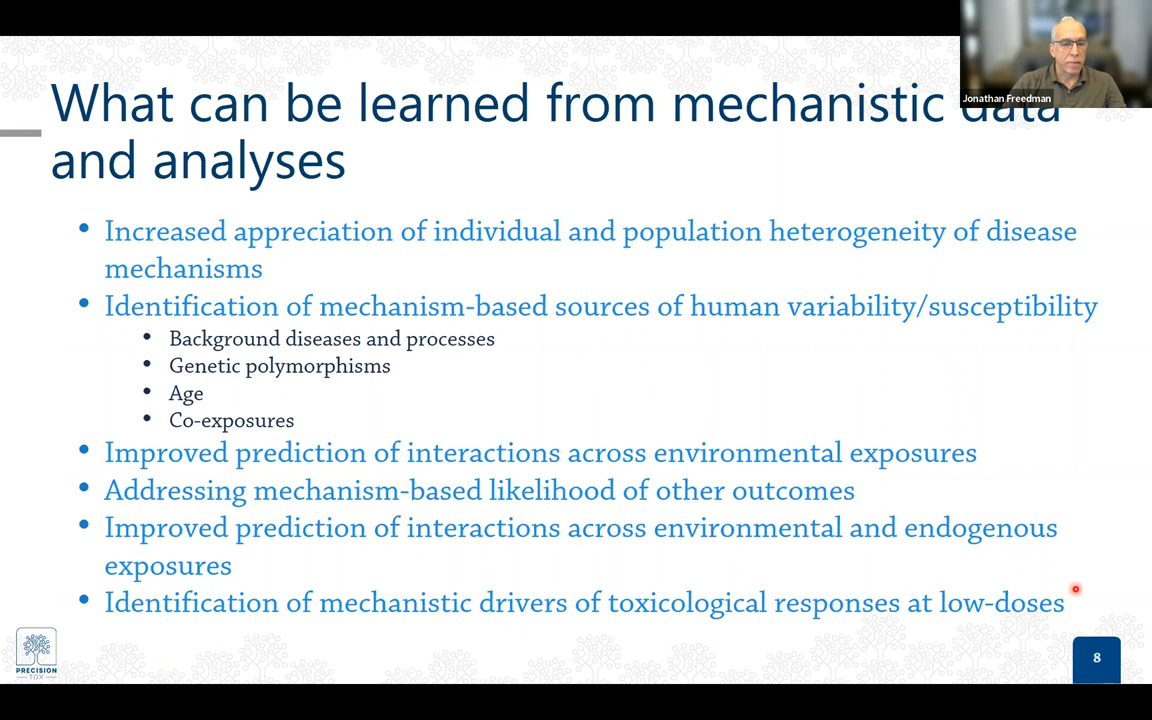 What can be learned from mechanistic data
and analyses
Jonathan Freedman
• Increased appreciation of individual and population heterogeneity of disease
mechanisms
• Identification of mechanism-based sources of human variability/susceptibility
• Background diseases and processes
• Genetic polymorphisms
• Age
• Co-exposures
• Improved prediction of interactions across environmental exposures
• Addressing mechanism-based likelihood of other outcomes
• Improved prediction of interactions across environmental and endogenous
exposures
• Identification of mechanistic drivers of toxicological responses at low-doses
PRECISION
TOX
8